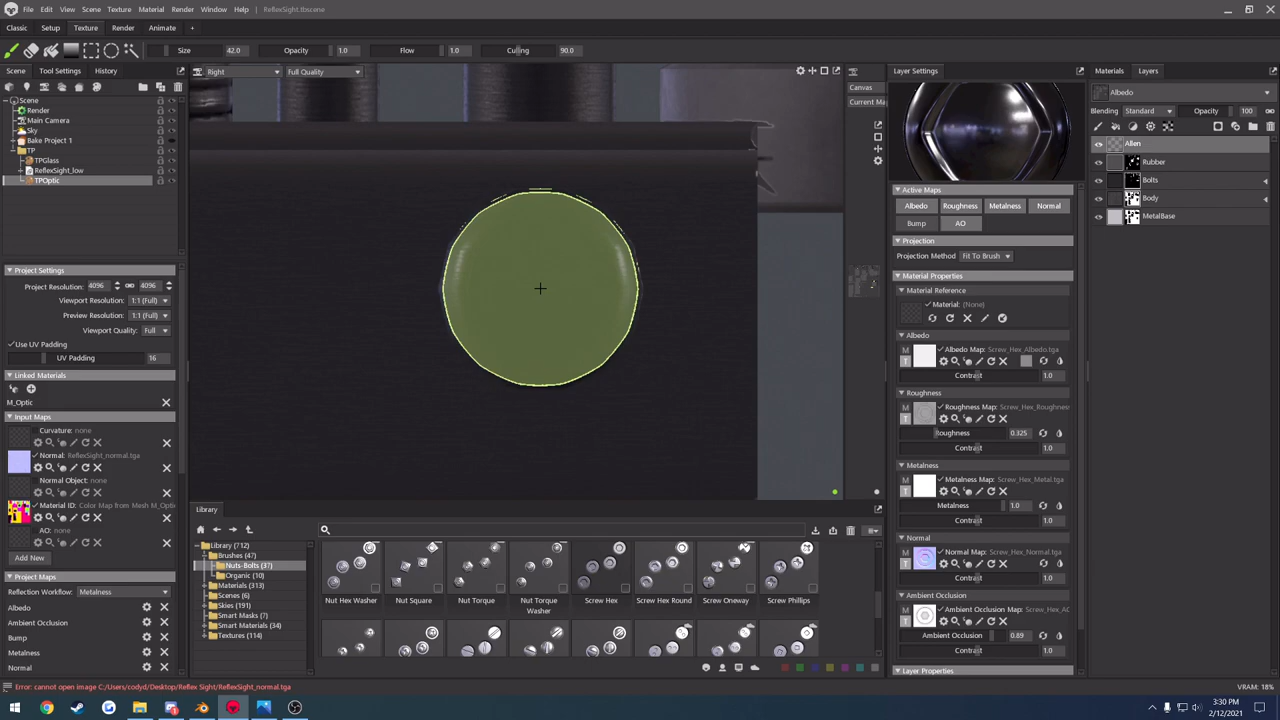 File Edit View Scene Texture Material Render Window Help ReflexSight.tbscene
Classic Setup Texture Render Animate +
Size 42.0 Opacity 1.0 Flow 1.0 Culling 90.0
Scene Tool Settings History
Right Full Quality
Scene
Render
Main Camera
Sky
Bake Project 1
TP
TPGlass
ReflexSight_low
TPOptic
Project Settings
Project Resolution: 4096 4096
Viewport Resolution: 1:1 (Full)
Preview Resolution: 1:1 (Full)
Viewport Quality: Full
Use UV Padding
UV Padding 16
Linked Materials
M_Optic
Input Maps
Curvature: none
Normal: ReflexSight_normal.tga
Normal Object: none
Material ID: Color Map from Mesh M_Optic
AO: none
Add New
Project Maps
Reflection Workflow: Metalness
Albedo
Ambient Occlusion
Bump
Metalness
Normal
Canvas
Current Ma
Library
Library (712)
Brushes (47)
Nuts-Bolts (37)
Organic (10)
Materials (313)
Scenes (6)
Skies (191)
Smart Masks (7)
Smart Materials (34)
Textures (114)
Nut Hex Washer Nut Square Nut Torque Nut Torque Washer Screw Hex Screw Hex Round Screw Oneway Screw Phillips
Layer Settings
Active Maps
Albedo Roughness Metalness Normal
Bump AO
Projection
Projection Method Fit To Brush
Material Properties
Material Reference
Material: (None)
Albedo
M
T
Albedo Map: Screw_Hex_Albedo.tga
Contrast 1.0
Roughness
M
T
Roughness Map: Screw_Hex_Roughness
Roughness 0.325
Contrast 1.0
Metalness
M
T
Metalness Map: Screw_Hex_Metal.tga
Metalness 1.0
Contrast 1.0
Normal
M
T
Normal Map: Screw_Hex_Normal.tga
Contrast 1.0
Ambient Occlusion
M
T
Ambient Occlusion Map: Screw_Hex_AO
Ambient Occlusion 0.89
Contrast 1.0
Layer Properties
Materials Layers
Albedo
Blending Standard Opacity 100
Allen
Rubber
Bolts
Body
MetalBase
Error: cannot open image C:/Users/codyd/Desktop/Reflex Sight/ReflexSight_normal.tga
VRAM: 18%
3:30 PM
2/12/2021